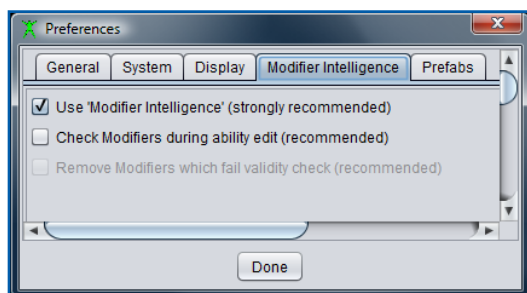 Preferences
General System Display Modifier Intelligence Prefabs
Use 'Modifier Intelligence' (strongly recommended)
Check Modifiers during ability edit (recommended)
Remove Modifiers which fail validity check (recommended)
Done